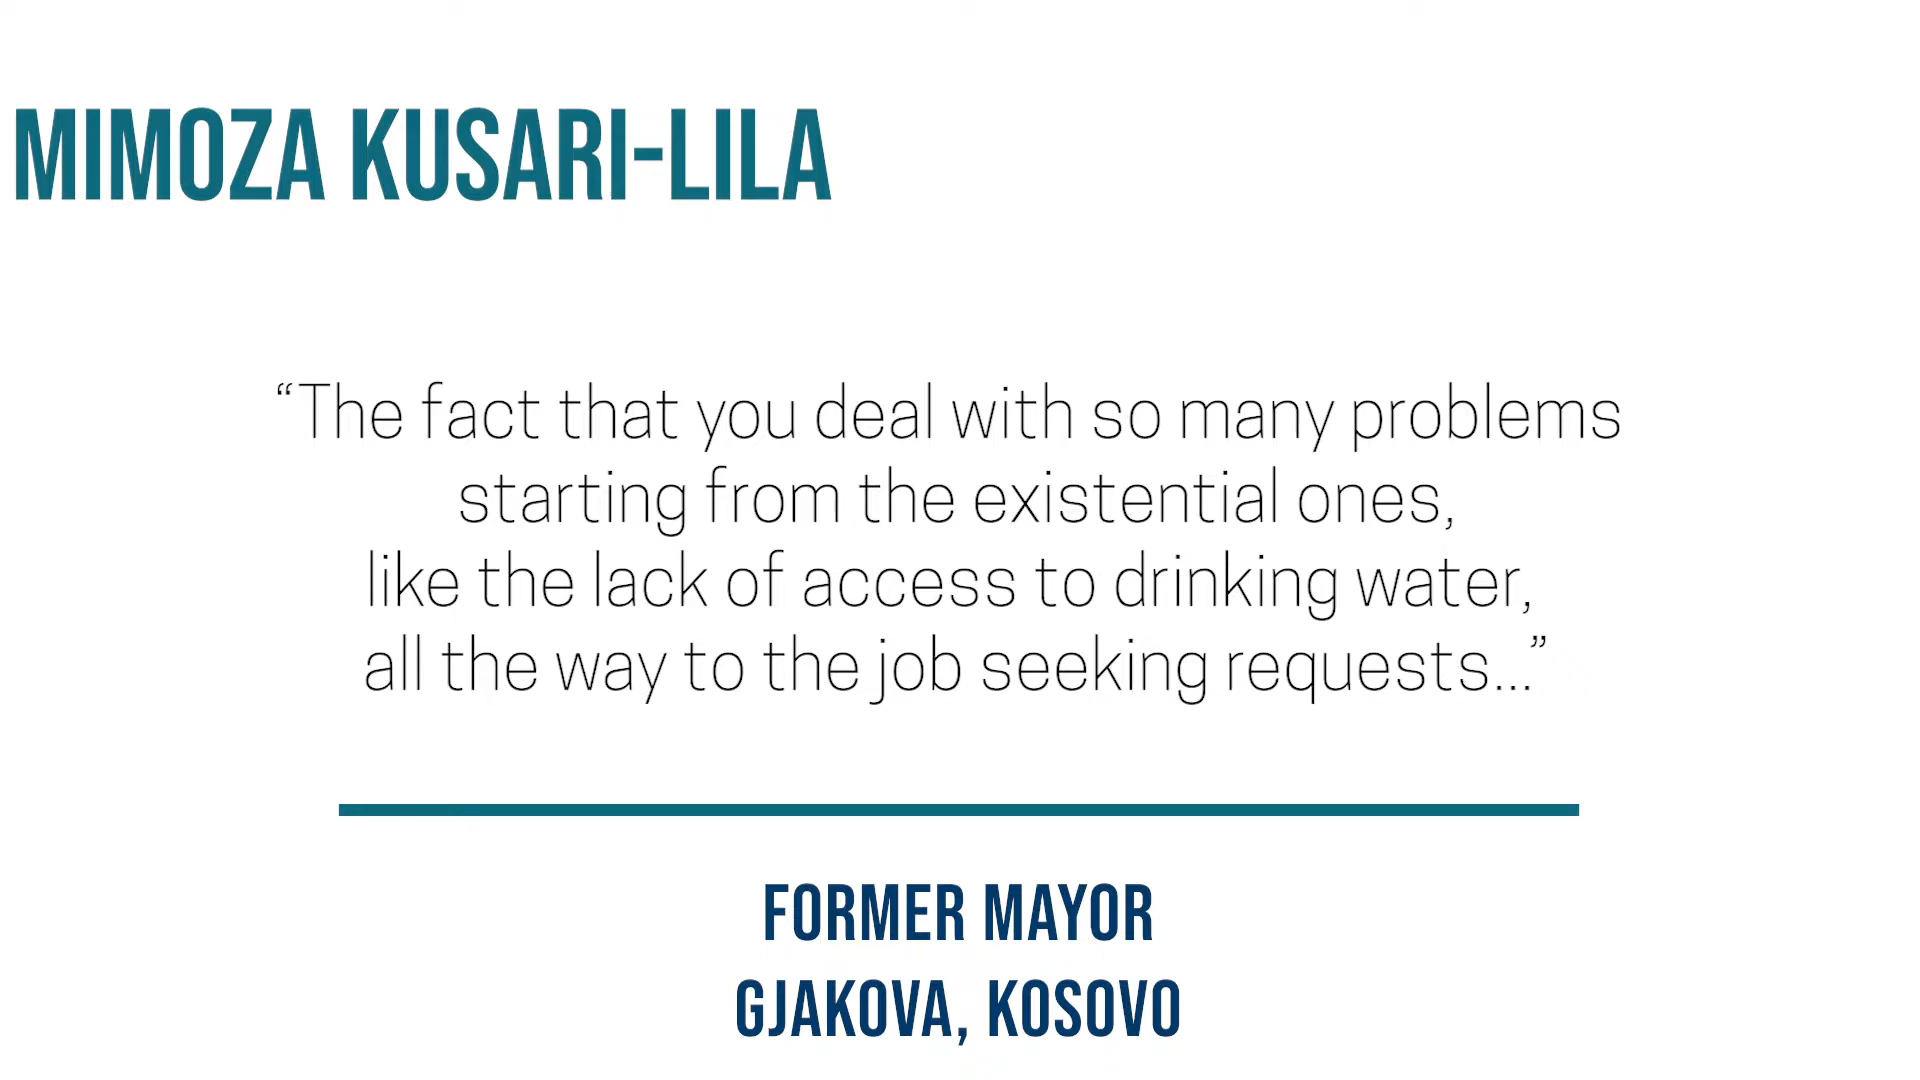 MIMOZA KUSARI-LILA
“The fact that you deal with so many problems
starting from the existential ones,
like the lack of access to drinking water,
all the way to the job seeking requests...”
FORMER MAYOR
GJAKOVA, KOSOVO